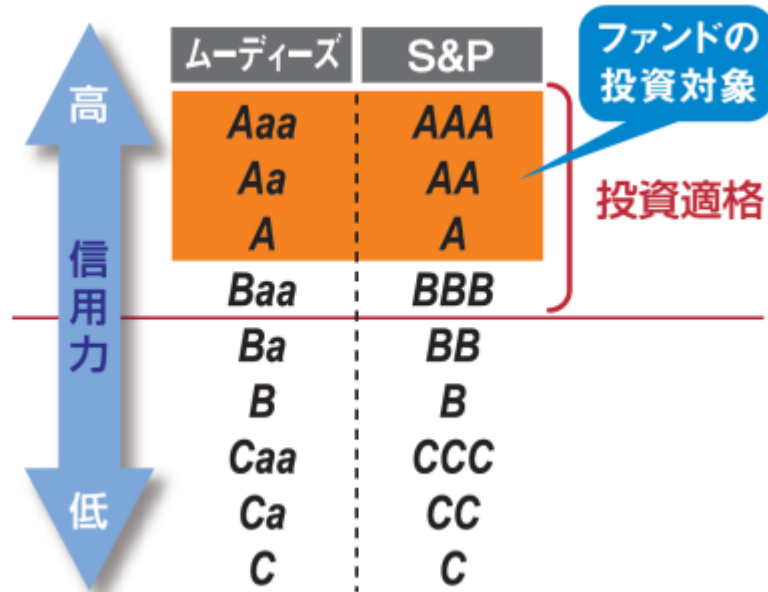 ムーディーズ S&P
ファンドの
投資対象
高
信用力
低
Aaa AAA
Aa AA
A A
Baa BBB
投資適格
Ba BB
B B
Caa CCC
Ca CC
C C